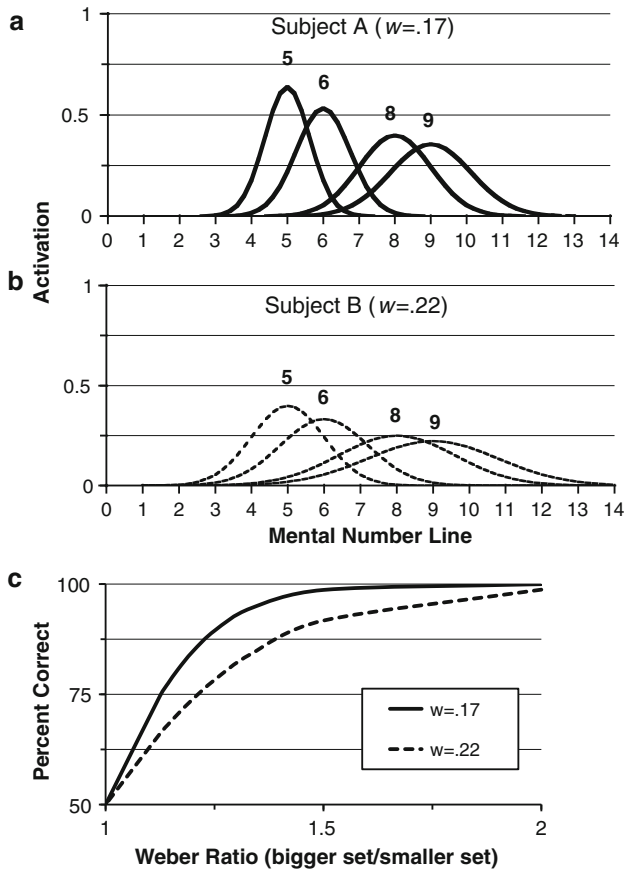 a
1
Subject A (w=.17)
5
6
8
9
0.5
0
0 1 2 3 4 5 6 7 8 9 10 11 12 13 14
Activation
b
1
Subject B (w=.22)
5
6
8
9
0.5
0
0 1 2 3 4 5 6 7 8 9 10 11 12 13 14
Mental Number Line
c
100
75
50
Percent Correct
w=.17
w=.22
1 1.5 2
Weber Ratio (bigger set/smaller set)